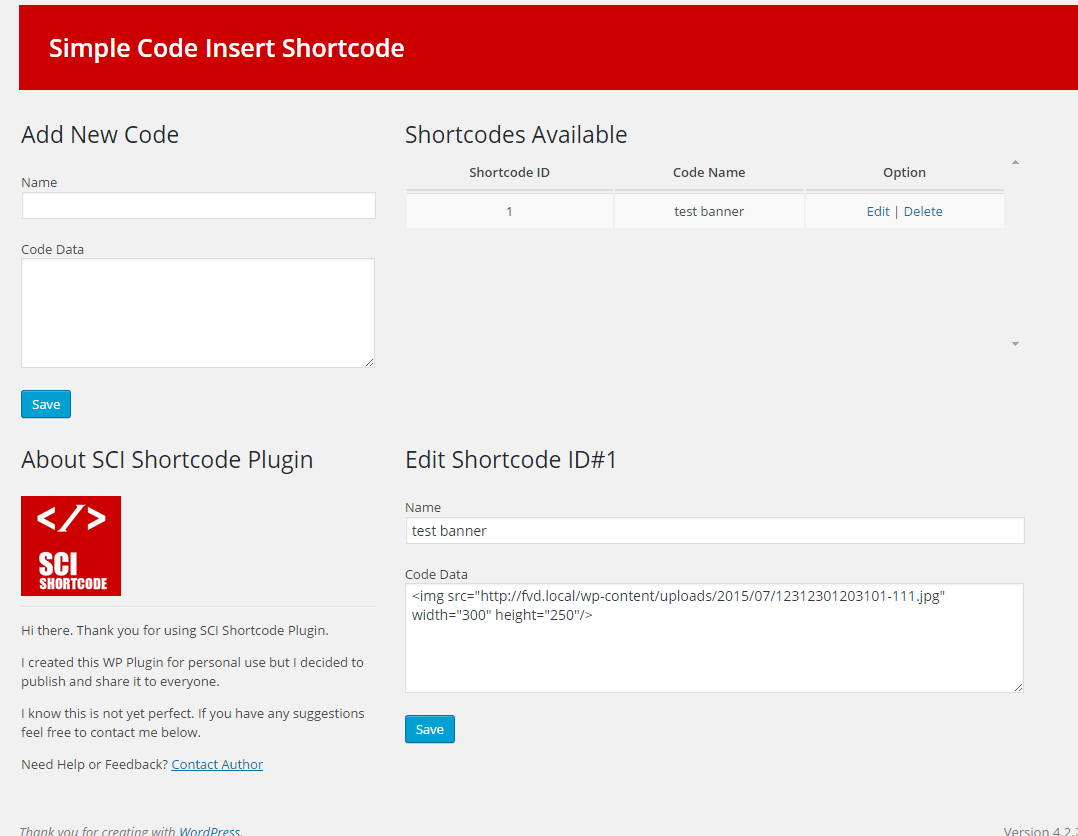 Simple Code Insert Shortcode
Add New Code
Name
Code Data
Save
Shortcodes Available
Shortcode ID Code Name Option
1 test banner Edit | Delete
About SCI Shortcode Plugin
</>
SCI
SHORTCODE
Hi there. Thank you for using SCI Shortcode Plugin.
I created this WP Plugin for personal use but I decided to
publish and share it to everyone.
I know this is not yet perfect. If you have any suggestions
feel free to contact me below.
Need Help or Feedback? Contact Author
Edit Shortcode ID#1
Name
test banner
Code Data
<img src="http://fvd.local/wp-content/uploads/2015/07/12312301203101-111.jpg"
width="300" height="250"/>
Save
Thank you for creating with WordPress.
Version 4.2.2